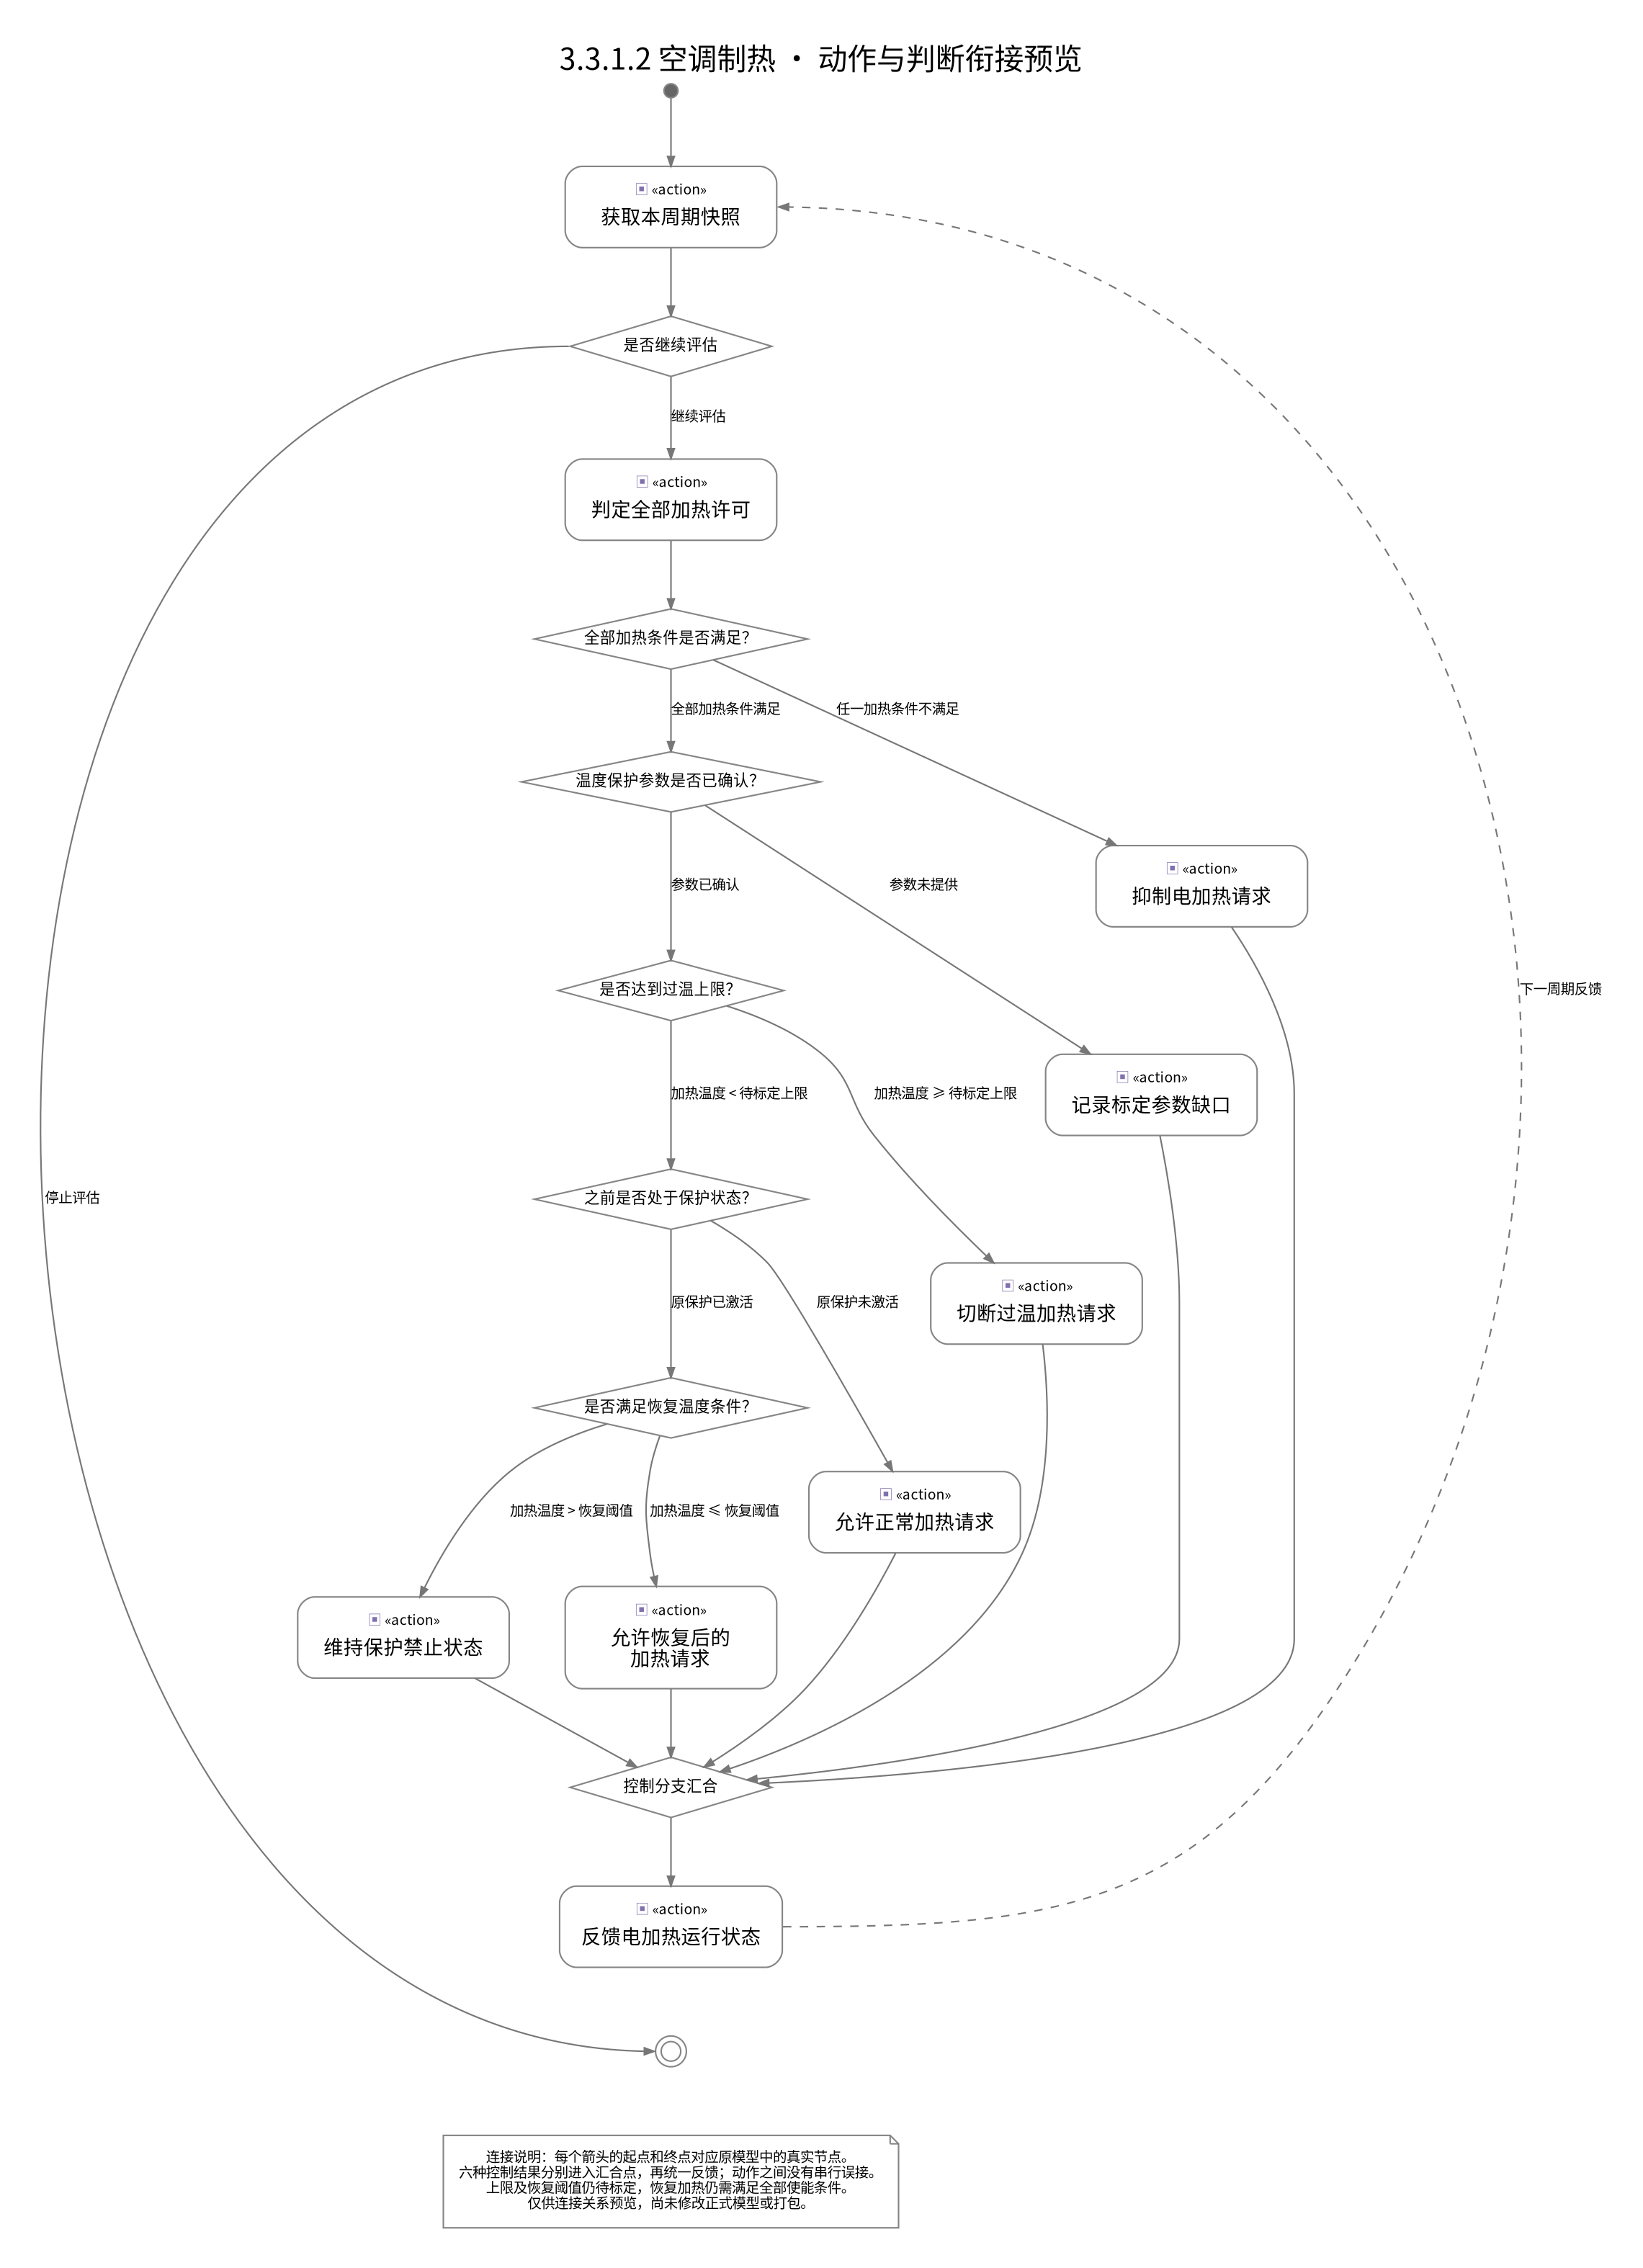 3.3.1.2 空调制热 · 动作与判断衔接预览
«action»
获取本周期快照
是否继续评估
继续评估
«action»
判定全部加热许可
全部加热条件是否满足？
全部加热条件满足
任一加热条件不满足
温度保护参数是否已确认？
«action»
抑制电加热请求
参数已确认
参数未提供
是否达到过温上限？
下一周期反馈
«action»
记录标定参数缺口
加热温度 < 待标定上限
加热温度 ≥ 待标定上限
停止评估
之前是否处于保护状态？
«action»
切断过温加热请求
原保护已激活
原保护未激活
是否满足恢复温度条件？
«action»
允许正常加热请求
加热温度 > 恢复阈值
加热温度 ≤ 恢复阈值
«action»
维持保护禁止状态
«action»
允许恢复后的
加热请求
控制分支汇合
«action»
反馈电加热运行状态
连接说明：每个箭头的起点和终点对应原模型中的真实节点。
六种控制结果分别进入汇合点，再统一反馈；动作之间没有串行误接。
上限及恢复阈值仍待标定，恢复加热仍需满足全部使能条件。
仅供连接关系预览，尚未修改正式模型或打包。